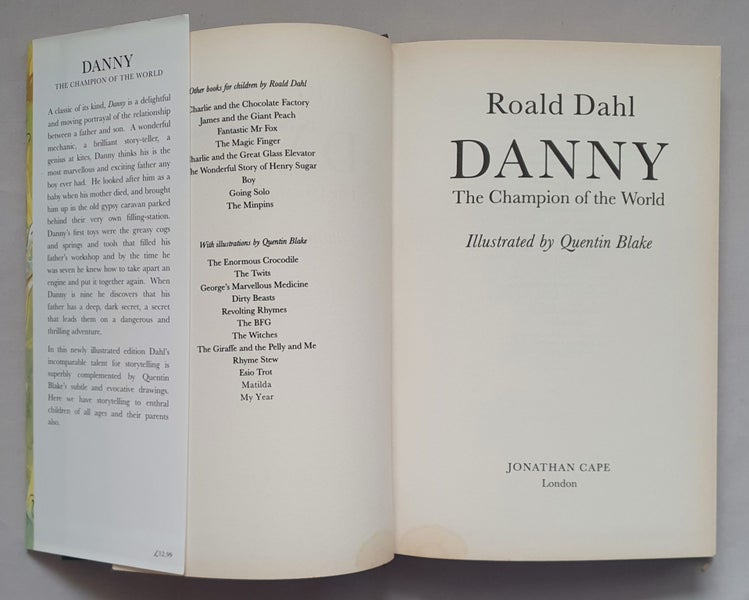 DANNY
THE CHAMPION OF THE WORLD
A classic of its kind, Danny is a delightful
and moving portrayal of the relationship
between a father and son. A wonderful
mechanic, a brilliant story-teller, a
genius at kites, Danny thinks his is the
most marvellous and exciting father any
boy ever had. He looked after him as a
baby when his mother died, and brought
him up in the old gypsy caravan parked
behind their very own filling-station.
Danny's first toys were the greasy cogs
and springs and tools that filled his
father's workshop and by the time he
was seven he knew how to take apart an
engine and put it together again. When
Danny is nine he discovers that his
father has a deep, dark secret, a secret
that leads them on a dangerous and
thrilling adventure.
In this newly illustrated edition Dahl's
incomparable talent for storytelling is
superbly complemented by Quentin
Blake's subtle and evocative drawings.
Here we have storytelling to enthral
children of all ages and their parents
also.
£12.99
Other books for children by Roald Dahl
Charlie and the Chocolate Factory
James and the Giant Peach
Fantastic Mr Fox
The Magic Finger
Charlie and the Great Glass Elevator
The Wonderful Story of Henry Sugar
Boy
Going Solo
The Minpins
With illustrations by Quentin Blake
The Enormous Crocodile
The Twits
George's Marvellous Medicine
Dirty Beasts
Revolting Rhymes
The BFG
The Witches
The Giraffe and the Pelly and Me
Rhyme Stew
Esio Trot
Matilda
My Year
Roald Dahl
DANNY
The Champion of the World
Illustrated by Quentin Blake
JONATHAN CAPE
London